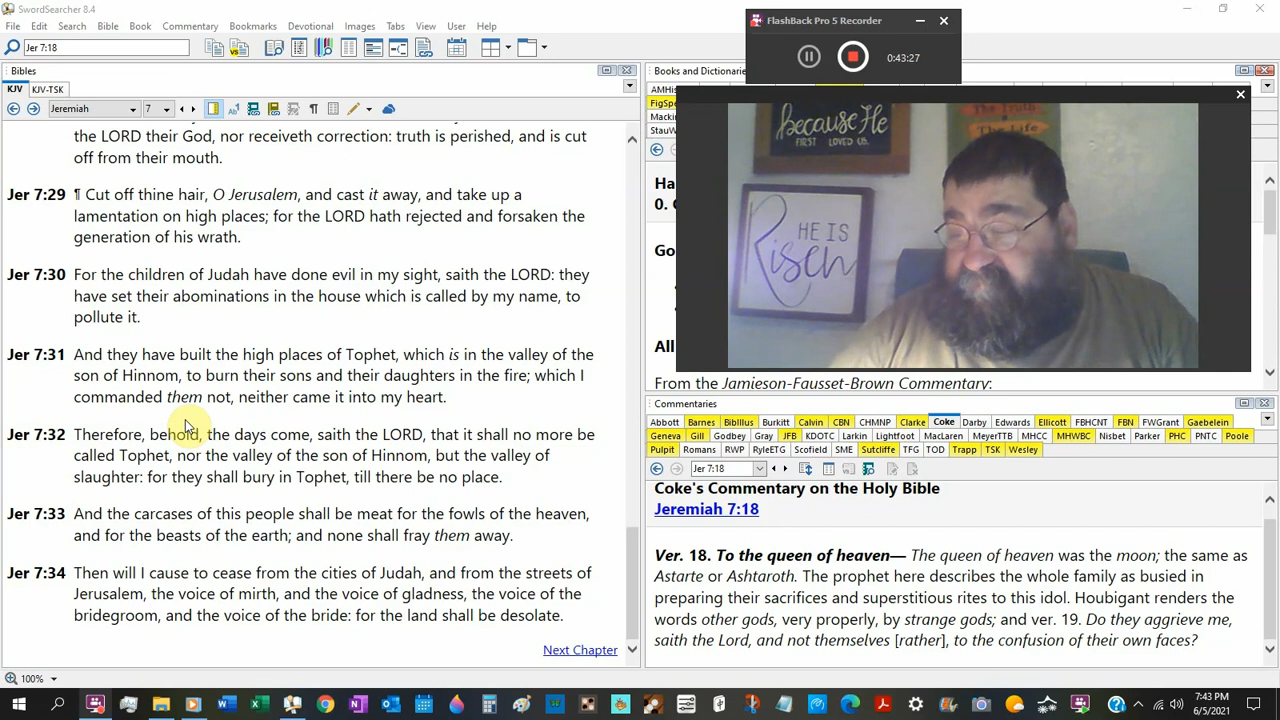 SwordSearcher 8.4
File Edit Search Bible Book Commentary Bookmarks Devotional Images Tabs User Help
Jer 7:18
Bibles
KJV KJV-TSK
Jeremiah 7
the LORD their God, nor receiveth correction: truth is perished, and is cut
off from their mouth.
Jer 7:29 ¶ Cut off thine hair, O Jerusalem, and cast it away, and take up a
lamentation on high places; for the LORD hath rejected and forsaken the
generation of his wrath.
Jer 7:30 For the children of Judah have done evil in my sight, saith the LORD: they
have set their abominations in the house which is called by my name, to
pollute it.
Jer 7:31 And they have built the high places of Tophet, which is in the valley of the
son of Hinnom, to burn their sons and their daughters in the fire; which I
commanded them not, neither came it into my heart.
Jer 7:32 Therefore, behold, the days come, saith the LORD, that it shall no more be
called Tophet, nor the valley of the son of Hinnom, but the valley of
slaughter: for they shall bury in Tophet, till there be no place.
Jer 7:33 And the carcases of this people shall be meat for the fowls of the heaven,
and for the beasts of the earth; and none shall fray them away.
Jer 7:34 Then will I cause to cease from the cities of Judah, and from the streets of
Jerusalem, the voice of mirth, and the voice of gladness, the voice of the
bridegroom, and the voice of the bride: for the land shall be desolate.
Next Chapter
100%
FlashBack Pro 5 Recorder
0:43:27
Books and Dictionaries
AMHis
FigSpe
Mackin
StauW
Ha
0. 
Go
All
because He
FIRST LOVED US.
The Truth
The Life
HE IS
Risen
From the Jamieson-Fausset-Brown Commentary:
Commentaries
Abbott Barnes BibIllus Burkitt Calvin CBN CHMNP Clarke Coke Darby Edwards Ellicott FBHCNT FBN FWGrant Gaebelein
Geneva Gill Godbey Gray JFB KDOTC Larkin Lightfoot MacLaren MeyerTTB MHCC MHWBC Nisbet Parker PHC PNTC Poole
Pulpit Romans RWP RyleETG Scofield SME Sutcliffe TFG TOD Trapp TSK Wesley
Jer 7:18
Coke's Commentary on the Holy Bible
Jeremiah 7:18
Ver. 18. To the queen of heaven— The queen of heaven was the moon; the same as
Astarte or Ashtaroth. The prophet here describes the whole family as busied in
preparing their sacrifices and superstitious rites to this idol. Houbigant renders the
words other gods, very properly, by strange gods; and ver. 19. Do they aggrieve me,
saith the Lord, and not themselves [rather], to the confusion of their own faces?
7:43 PM
6/5/2021